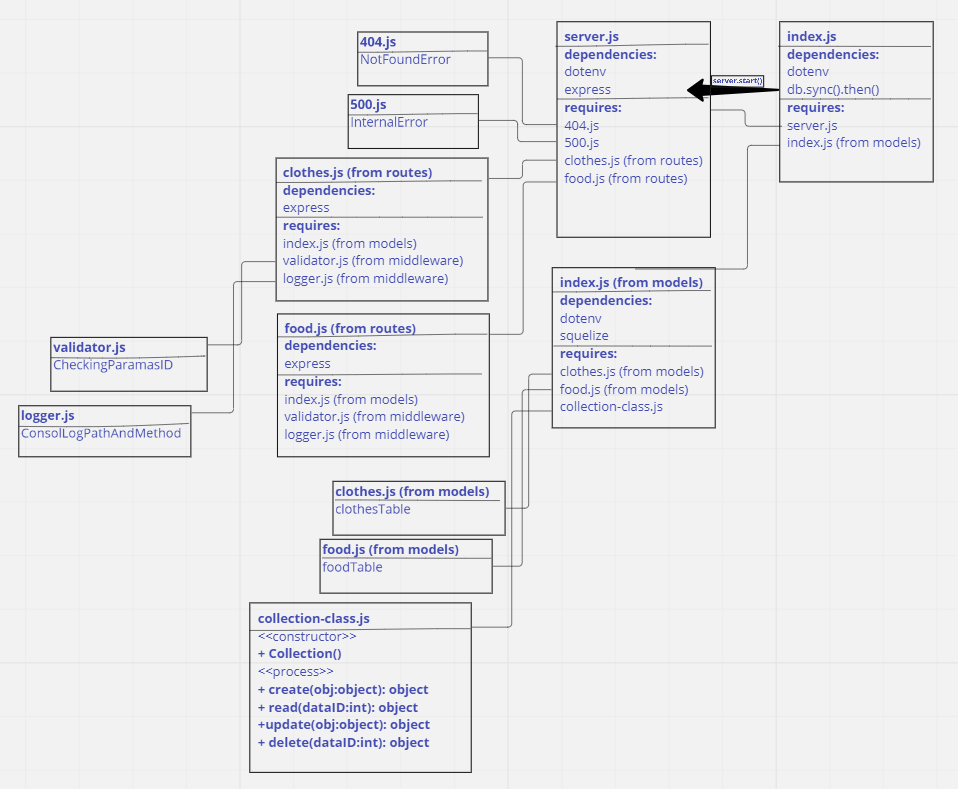 404.js
NotFoundError
500.js
InternalError
server.js
dependencies:
dotenv
express
requires:
404.js
500.js
clothes.js (from routes)
food.js (from routes)
server.start()
index.js
dependencies:
dotenv
db.sync().then()
requires:
server.js
index.js (from models)
clothes.js (from routes)
dependencies:
express
requires:
index.js (from models)
validator.js (from middleware)
logger.js (from middleware)
food.js (from routes)
dependencies:
express
requires:
index.js (from models)
validator.js (from middleware)
logger.js (from middleware)
validator.js
CheckingParamasID
logger.js
ConsolLogPathAndMethod
index.js (from models)
dependencies:
dotenv
squelize
requires:
clothes.js (from models)
food.js (from models)
collection-class.js
clothes.js (from models)
clothesTable
food.js (from models)
foodTable
collection-class.js
<<constructor>>
+ Collection()
<<process>>
+ create(obj:object): object
+ read(dataID:int): object
+update(obj:object): object
+ delete(dataID:int): object